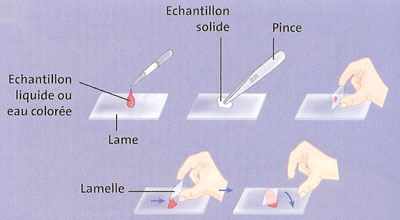 Echantillon
solide
Pince
Echantillon
liquide ou
eau colorée
Lame
Lamelle